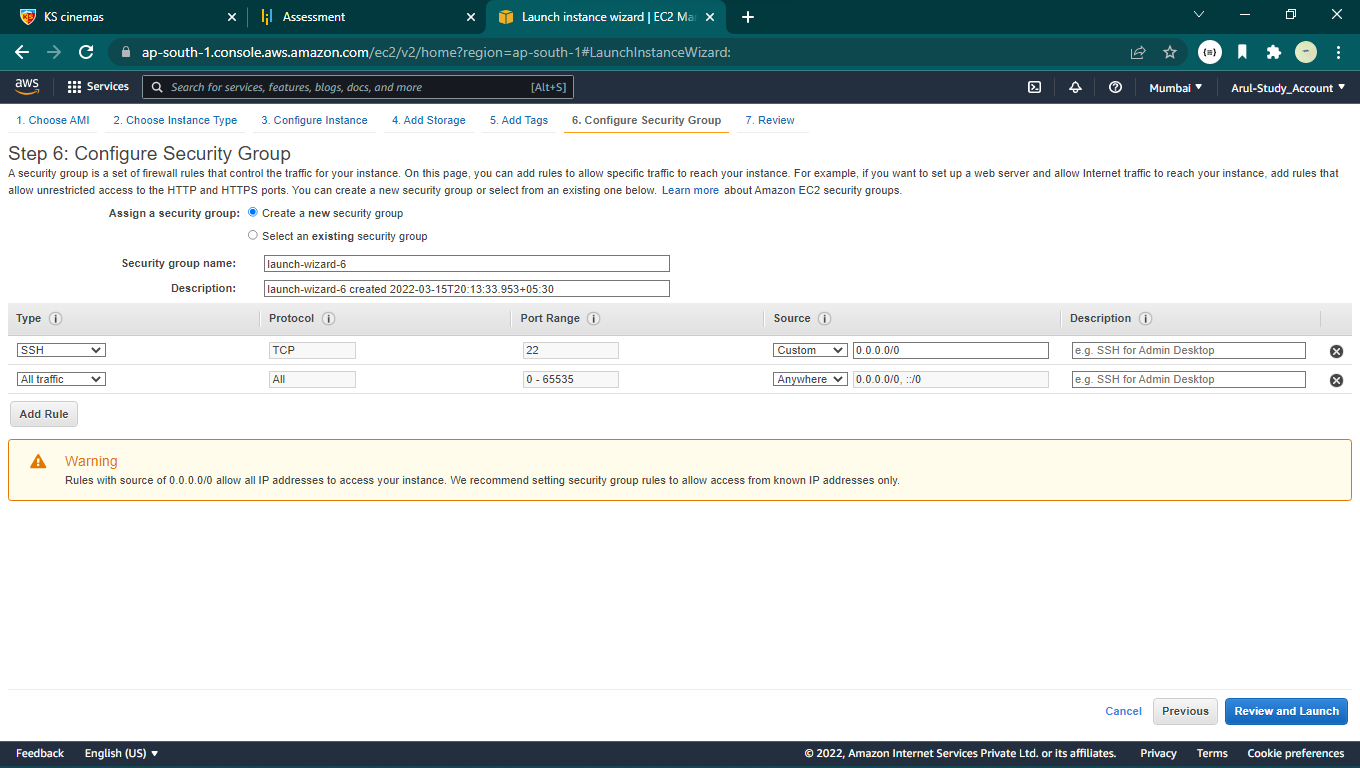 KS cinemas
Assessment
Launch instance wizard | EC2 Ma
ap-south-1.console.aws.amazon.com/ec2/v2/home?region=ap-south-1#LaunchInstanceWizard:
aws
Services
Search for services, features, blogs, docs, and more
[Alt+S]
Mumbai
Arul-Study_Account
1. Choose AMI
2. Choose Instance Type
3. Configure Instance
4. Add Storage
5. Add Tags
6. Configure Security Group
7. Review
Step 6: Configure Security Group
A security group is a set of firewall rules that control the traffic for your instance. On this page, you can add rules to allow specific traffic to reach your instance. For example, if you want to set up a web server and allow Internet traffic to reach your instance, add rules that
allow unrestricted access to the HTTP and HTTPS ports. You can create a new security group or select from an existing one below. Learn more about Amazon EC2 security groups.
Assign a security group:
Create a new security group
Select an existing security group
Security group name:
launch-wizard-6
Description:
launch-wizard-6 created 2022-03-15T20:13:33.953+05:30
Type
Protocol
Port Range
Source
Description
SSH
TCP
22
Custom
0.0.0.0/0
e.g. SSH for Admin Desktop
All traffic
All
0 - 65535
Anywhere
0.0.0.0/0, ::/0
e.g. SSH for Admin Desktop
Add Rule
Warning
Rules with source of 0.0.0.0/0 allow all IP addresses to access your instance. We recommend setting security group rules to allow access from known IP addresses only.
Cancel
Previous
Review and Launch
Feedback
English (US)
© 2022, Amazon Internet Services Private Ltd. or its affiliates.
Privacy
Terms
Cookie preferences